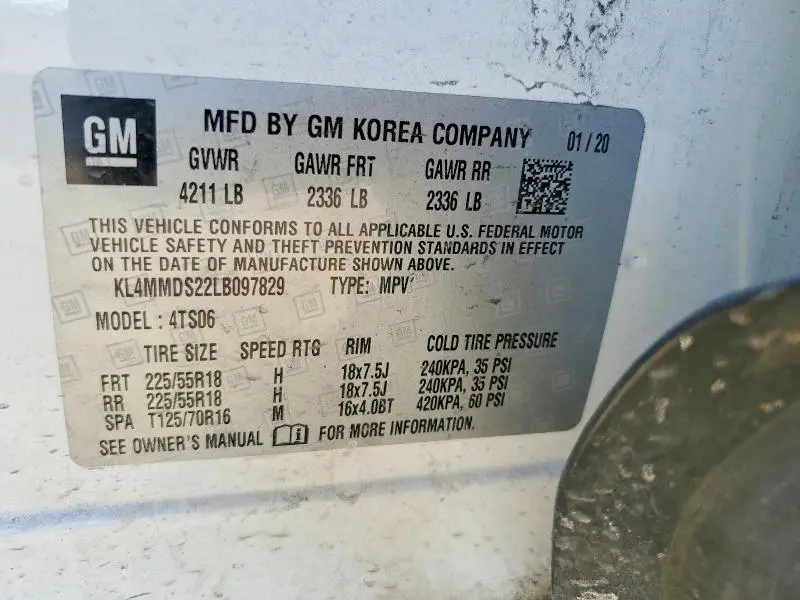 GM
MFD BY GM KOREA COMPANY 01/20
GVWR GAWR FRT GAWR RR
4211 LB 2336 LB 2336 LB
THIS VEHICLE CONFORMS TO ALL APPLICABLE U.S. FEDERAL MOTOR
VEHICLE SAFETY AND THEFT PREVENTION STANDARDS IN EFFECT
ON THE DATE OF MANUFACTURE SHOWN ABOVE.
KL4MMDS22LB097829 TYPE: MPV
MODEL : 4TS06
TIRE SIZE SPEED RTG RIM COLD TIRE PRESSURE
FRT 225/55R18 H 18x7.5J 240KPA, 35 PSI
RR 225/55R18 H 18x7.5J 240KPA, 35 PSI
SPA T125/70R16 M 16x4.0BT 420KPA, 60 PSI
SEE OWNER'S MANUAL FOR MORE INFORMATION.